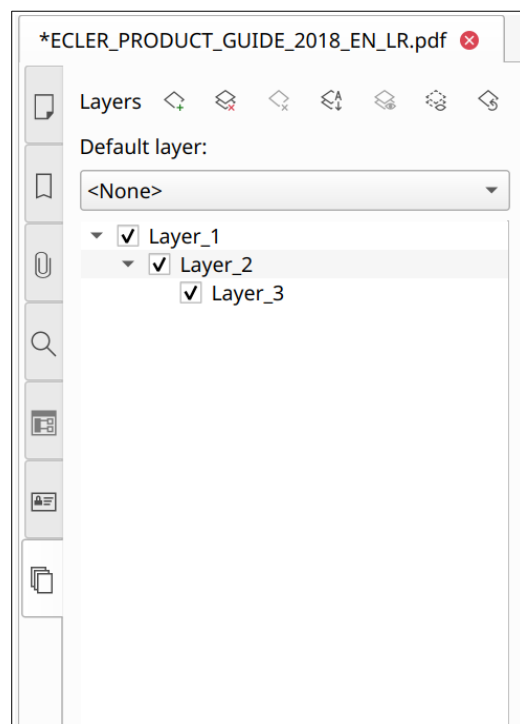 *ECLER_PRODUCT_GUIDE_2018_EN_LR.pdf
Layers
Default layer:
<None>
Layer_1
Layer_2
Layer_3